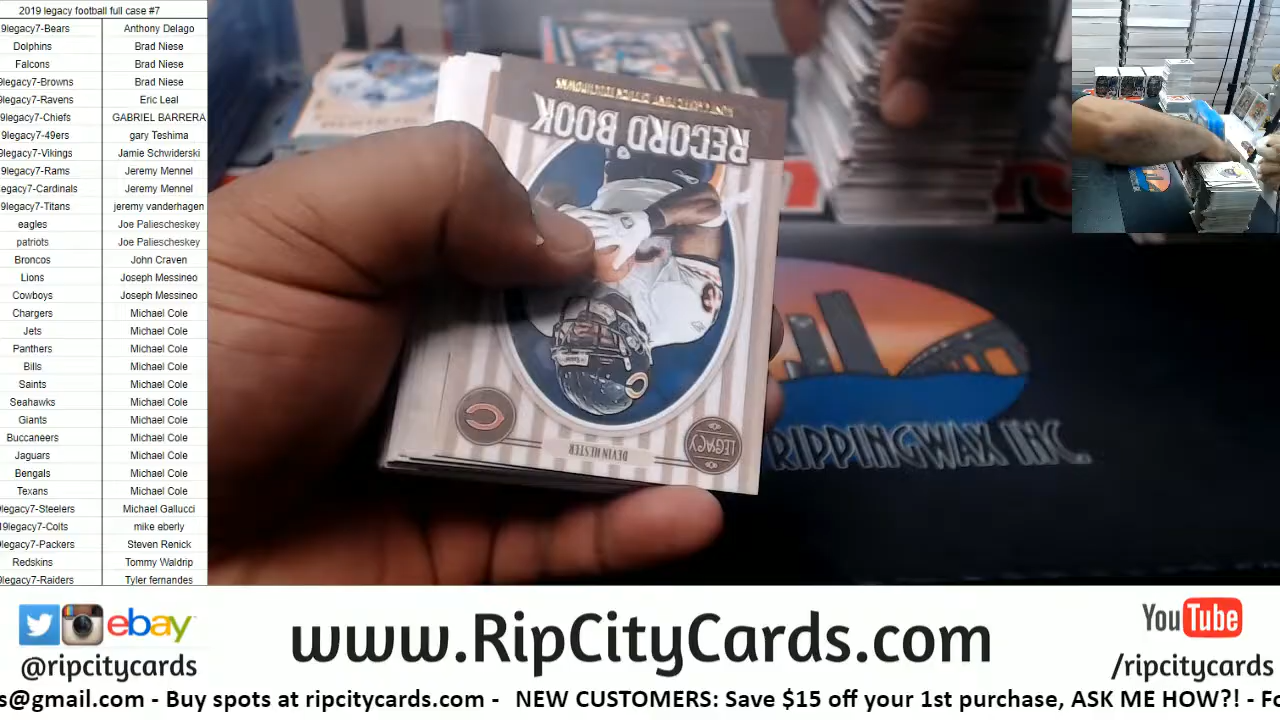 2019 legacy football full case #7
9legacy7-Bears Anthony Delago
Dolphins Brad Niese
Falcons Brad Niese
9legacy7-Browns Brad Niese
9legacy7-Ravens Eric Leal
9legacy7-Chiefs GABRIEL BARRERA
9legacy7-49ers gary Teshima
9legacy7-Vikings Jamie Schwiderski
9legacy7-Rams Jeremy Mennel
egacy7-Cardinals Jeremy Mennel
9legacy7-Titans jeremy vanderhagen
eagles Joe Paliescheskey
patriots Joe Paliescheskey
Broncos John Craven
Lions Joseph Messineo
Cowboys Joseph Messineo
Chargers Michael Cole
Jets Michael Cole
Panthers Michael Cole
Bills Michael Cole
Saints Michael Cole
Seahawks Michael Cole
Giants Michael Cole
Buccaneers Michael Cole
Jaguars Michael Cole
Bengals Michael Cole
Texans Michael Cole
legacy7-Steelers Michael Gallucci
19legacy7-Colts mike eberly
legacy7-Packers Steven Renick
Redskins Tommy Waldrip
9legacy7-Raiders Tyler fernandes
RECORD BOOK
DEVIN HESTER
LEGACY
RIPPINGWAX INC.
ebay
@ripcitycards
www.RipCityCards.com
YouTube
/ripcitycards
s@gmail.com - Buy spots at ripcitycards.com - NEW CUSTOMERS: Save $15 off your 1st purchase, ASK ME HOW?! - Fo